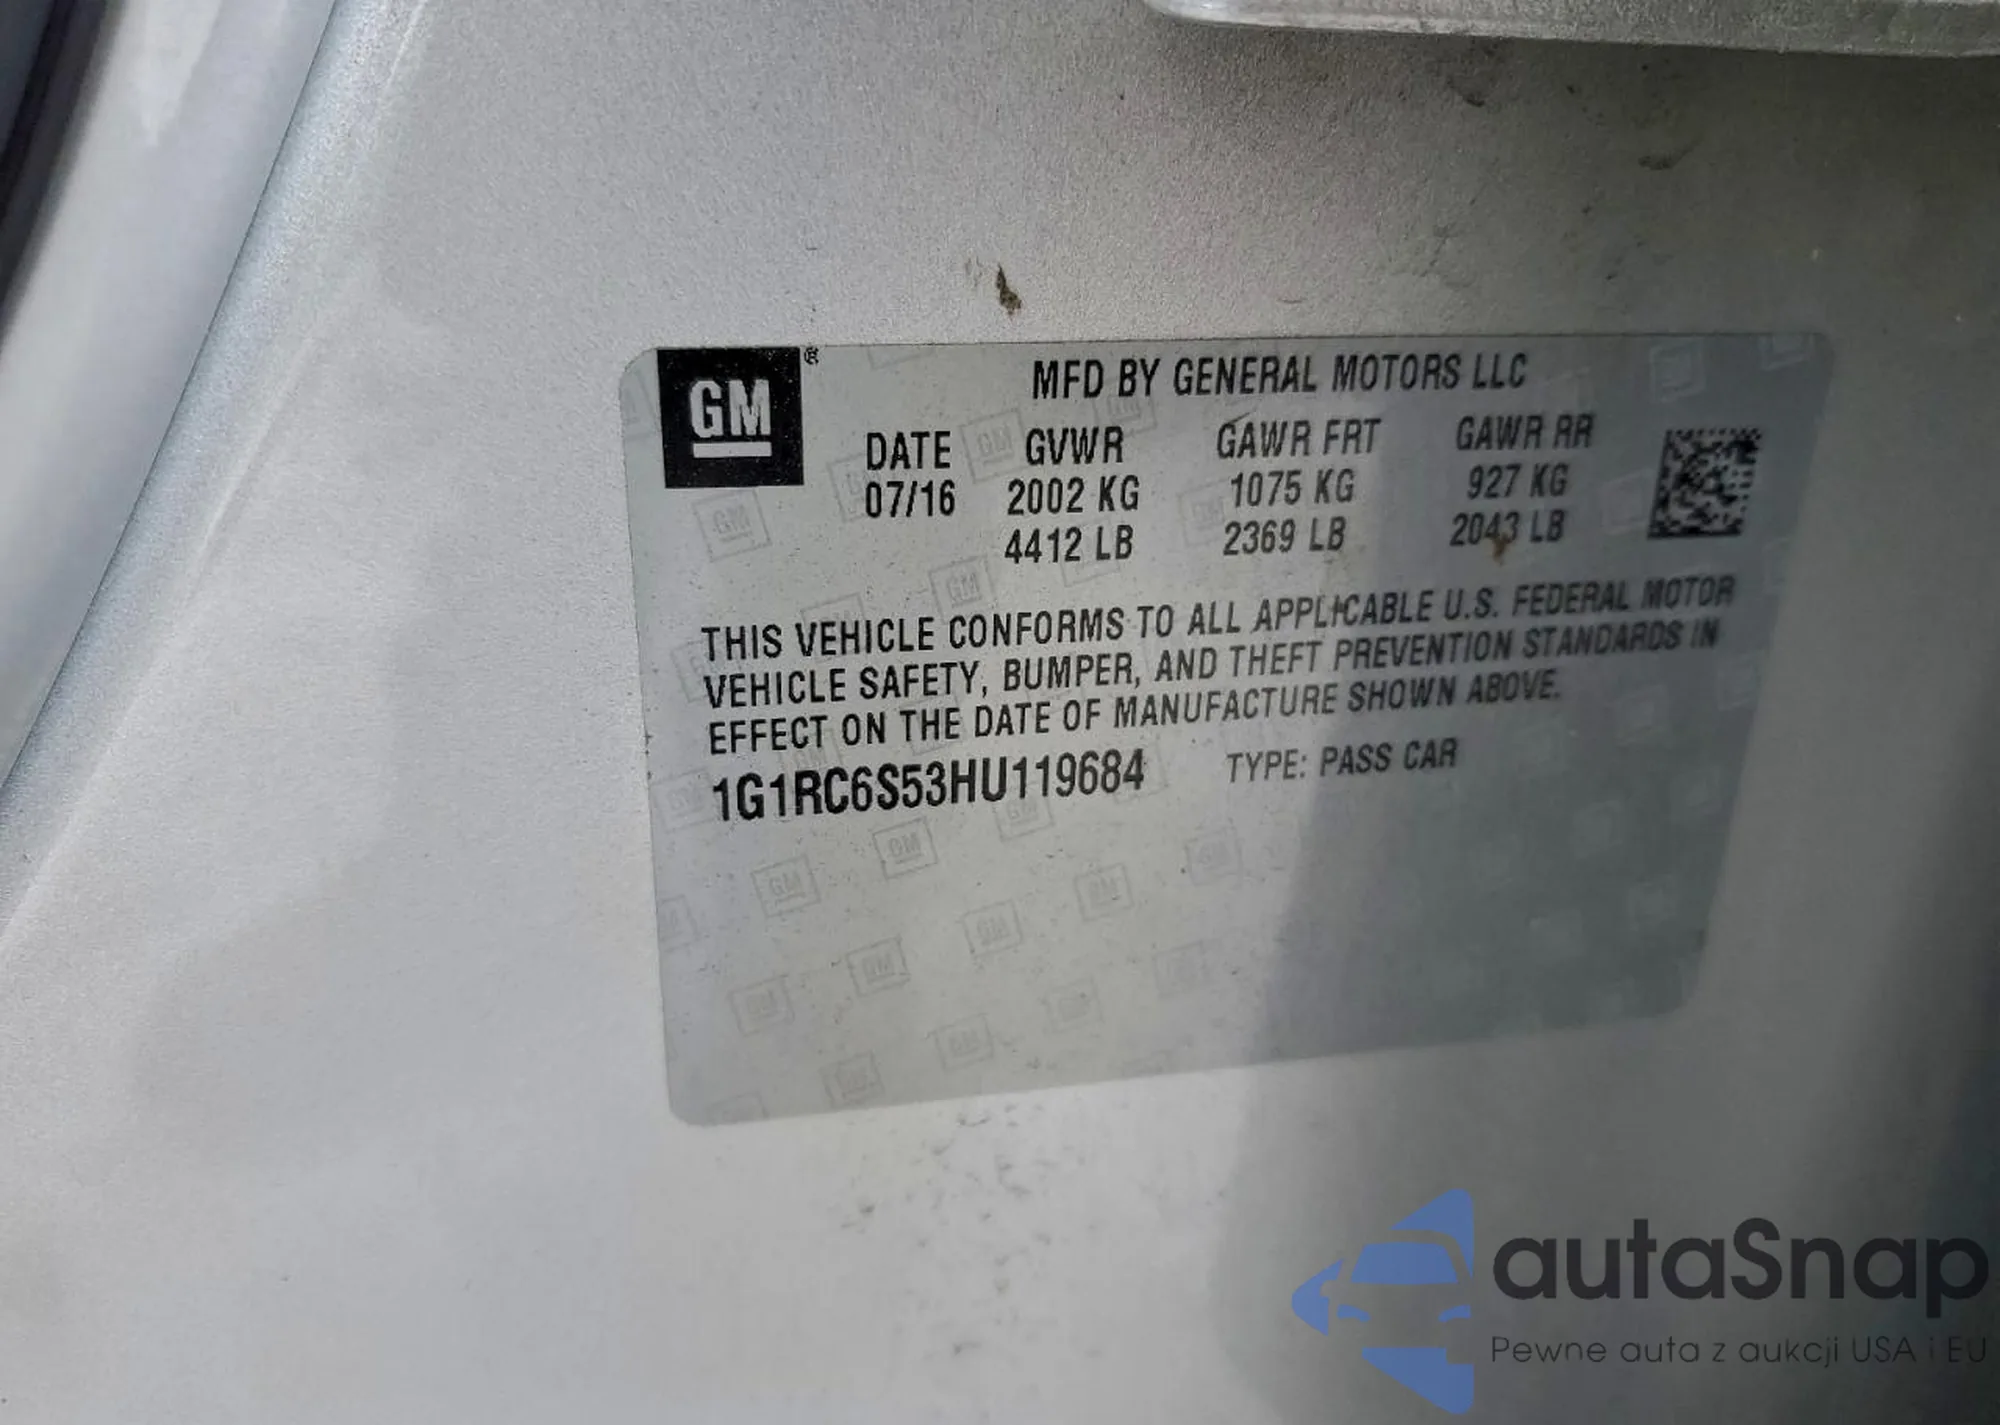 GM®
MFD BY GENERAL MOTORS LLC
DATE GVWR GAWR FRT GAWR RR
07/16 2002 KG 1075 KG 927 KG
4412 LB 2369 LB 2043 LB
THIS VEHICLE CONFORMS TO ALL APPLICABLE U.S. FEDERAL MOTOR
VEHICLE SAFETY, BUMPER, AND THEFT PREVENTION STANDARDS IN
EFFECT ON THE DATE OF MANUFACTURE SHOWN ABOVE.
1G1RC6S53HU119684 TYPE: PASS CAR
autaSnap
Pewne auta z aukcji USA i EU